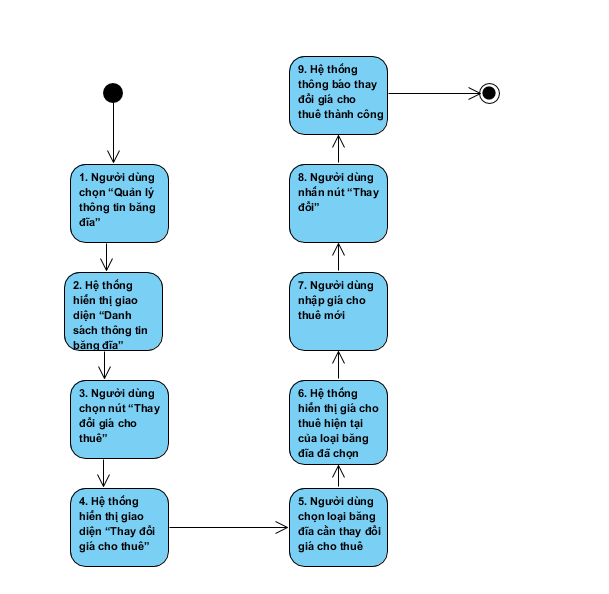 1. Người dùng
chọn “Quản lý
thông tin băng
đĩa”
2. Hệ thống
hiển thị giao
diện “Danh
sách thông tin
băng đĩa”
3. Người dùng
chọn nút “Thay
đổi giá cho
thuê”
4. Hệ thống
hiển thị giao
diện “Thay đổi
giá cho thuê”
5. Người dùng
chọn loại băng
đĩa cần thay đổi
giá cho thuê
6. Hệ thống
hiển thị giá cho
thuê hiện tại
của loại băng
đĩa đã chọn
7. Người dùng
nhập giá cho
thuê mới
8. Người dùng
nhấn nút “Thay
đổi”
9. Hệ thống
thông báo thay
đổi giá cho
thuê thành công